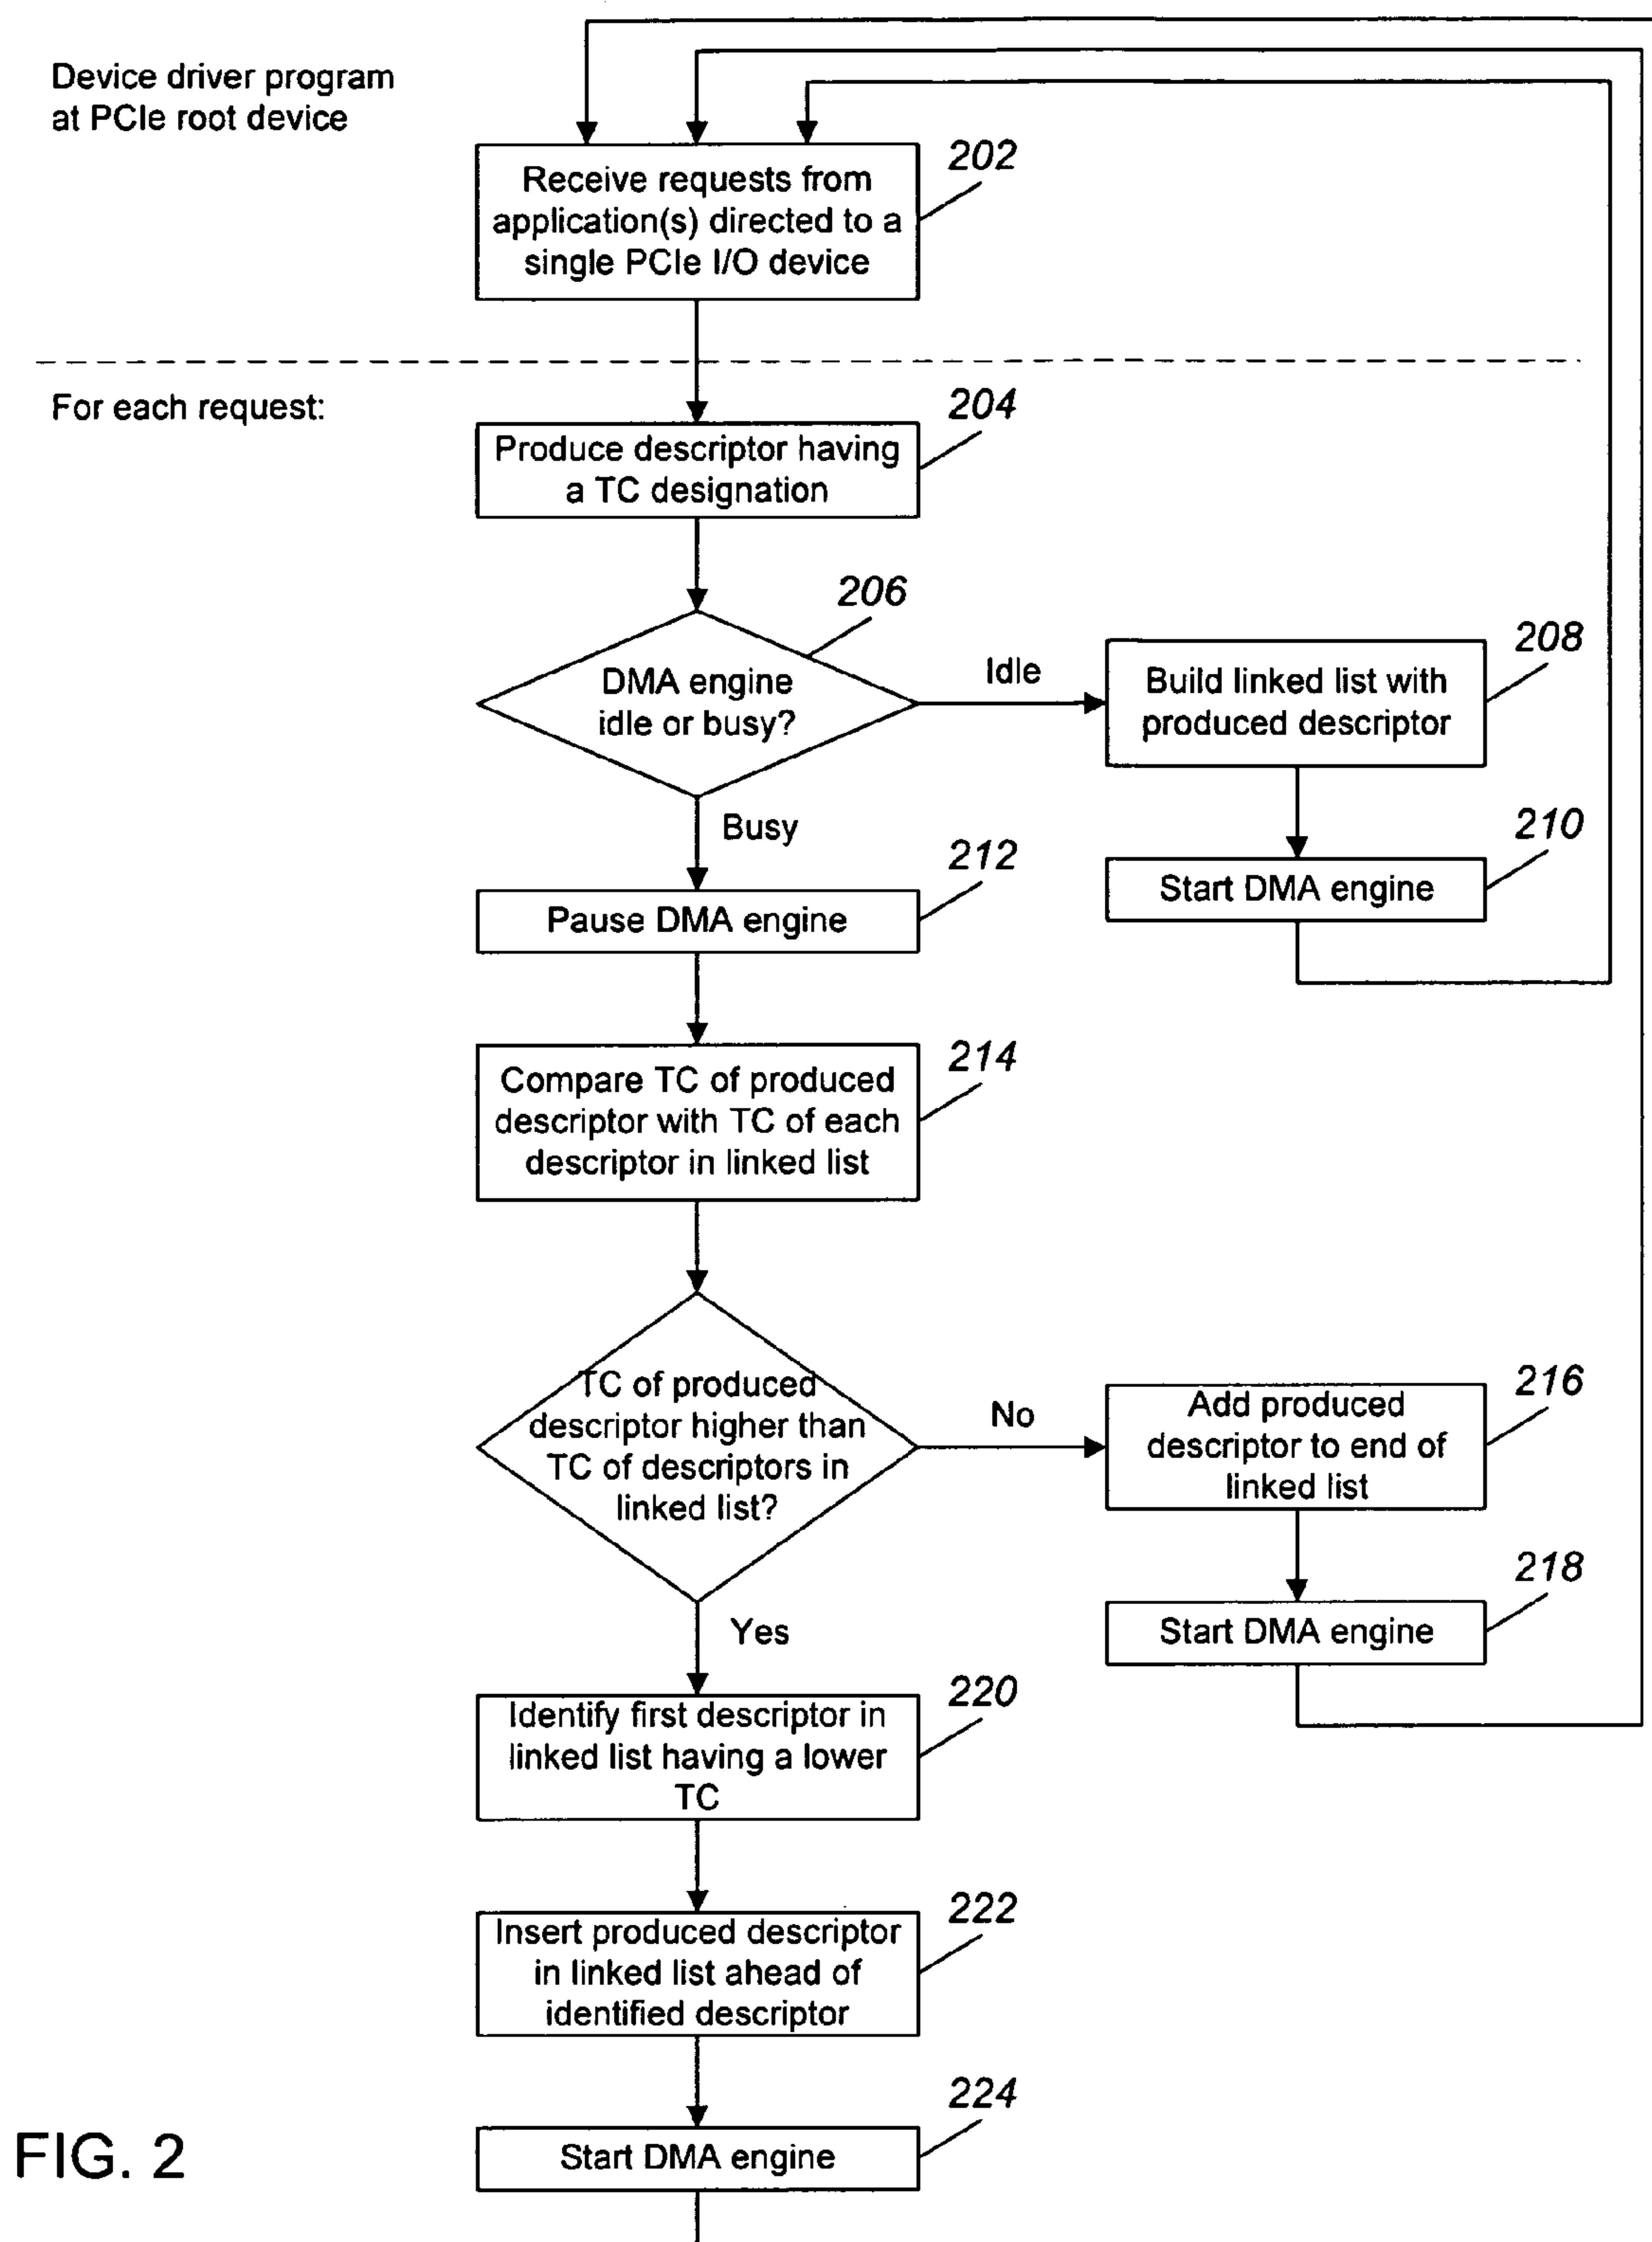 Device driver program
at PCIe root device
202
Receive requests from
application(s) directed to a
single PCIe I/O device
For each request:
204
Produce descriptor having
a TC designation
206
DMA engine
idle or busy?
Idle
208
Build linked list with
produced descriptor
Busy
210
Start DMA engine
212
Pause DMA engine
214
Compare TC of produced
descriptor with TC of each
descriptor in linked list
TC of produced
descriptor higher than
TC of descriptors in
linked list?
No
216
Add produced
descriptor to end of
linked list
218
Start DMA engine
Yes
220
Identify first descriptor in
linked list having a lower
TC
222
Insert produced descriptor
in linked list ahead of
identified descriptor
224
Start DMA engine
FIG. 2